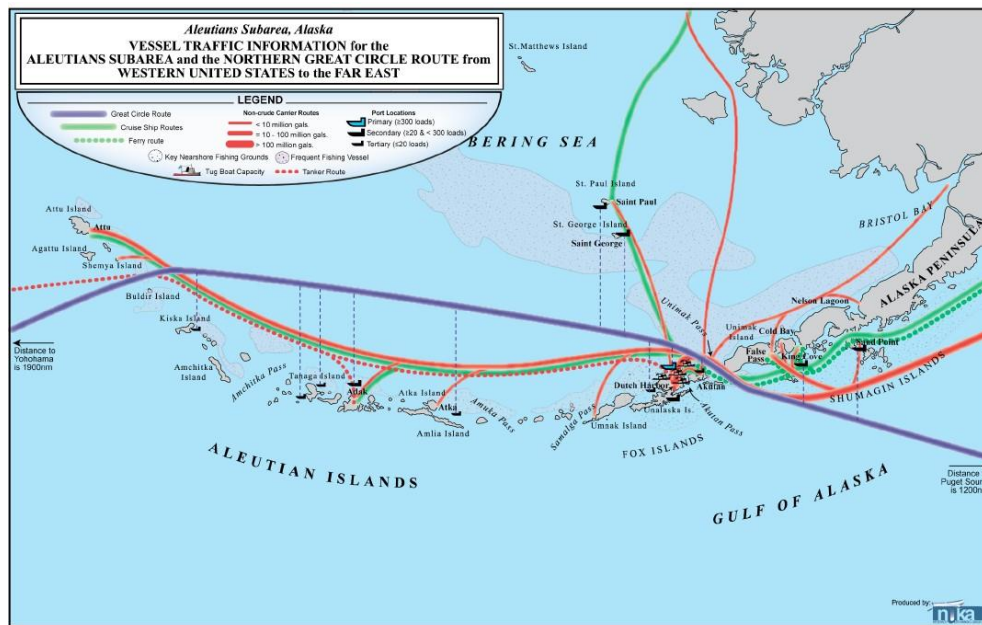 Aleutians Subarea, Alaska
VESSEL TRAFFIC INFORMATION for the
ALEUTIANS SUBAREA and the NORTHERN GREAT CIRCLE ROUTE from
WESTERN UNITED STATES to the FAR EAST
LEGEND
Great Circle Route
Cruise Ship Routes
Ferry route
Non-crude Carrier Routes
< 10 million gals.
= 10 - 100 million gals.
> 100 million gals.
Port Locations
Primary (≥300 loads)
Secondary (≥20 & < 300 loads)
Tertiary (≤20 loads)
Key Nearshore Fishing Grounds
Frequent Fishing Vessel
Tug Boat Capacity
Tanker Route
St. Matthews Island
BERING SEA
St. Paul Island
Saint Paul
St. George Island
Saint George
BRISTOL BAY
ALASKA PENINSULA
Attu Island
Attu
Agattu Island
Shemya Island
Buldir Island
Kiska Island
Amchitka Island
Amchitka Pass
Tanaga Island
Adak
Atka Island
Atka
Amlia Island
Amukta Pass
Samalga Pass
Umnak Island
Dutch Harbor
Unalaska Is.
Akutan
Akutan Pass
Unimak Pass
Unimak Island
False Pass
Cold Bay
King Cove
Nelson Lagoon
Sand Point
SHUMAGIN ISLANDS
FOX ISLANDS
ALEUTIAN ISLANDS
GULF OF ALASKA
Distance to
Yohohama
is 1900nm
Distance
Puget Soun
is 1200n
Produced by:
nuka